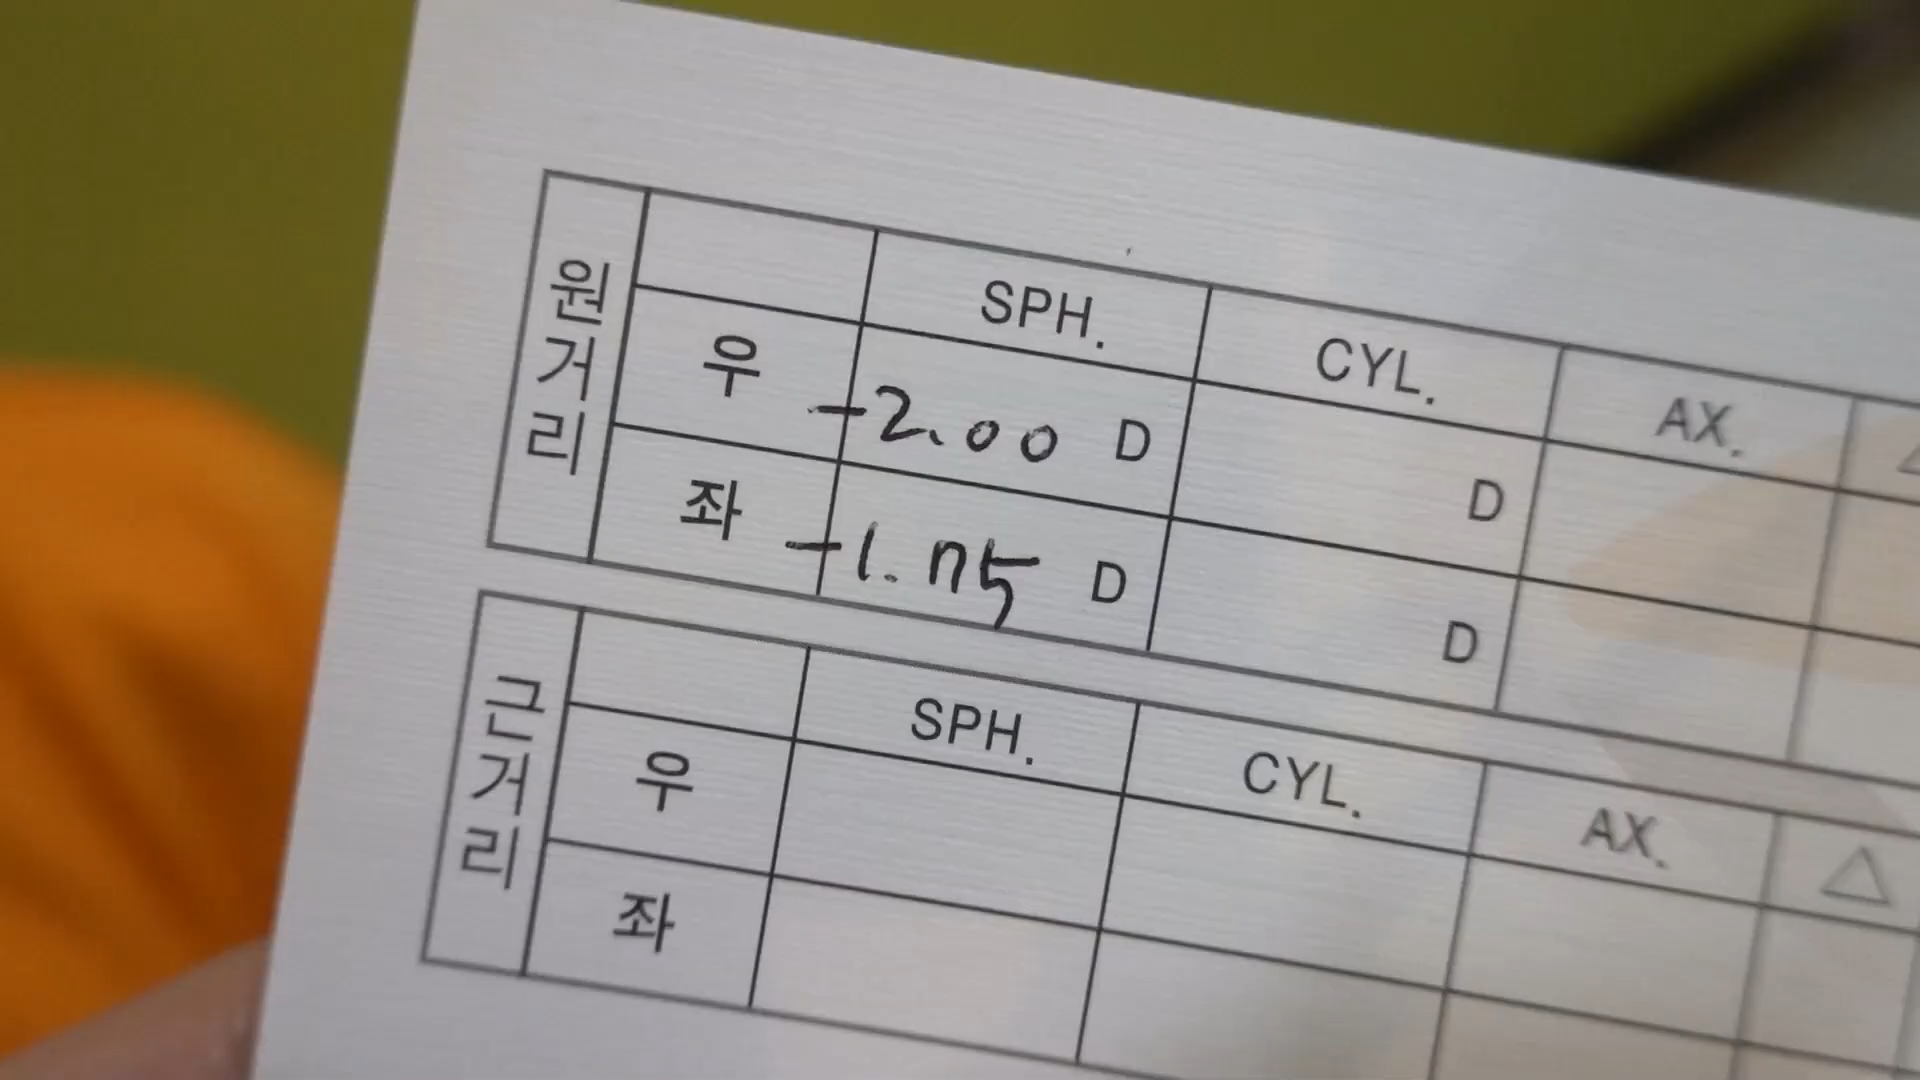 원거리
SPH. CYL. AX.
우 -2.00 D D
좌 -1.75 D D
근거리
SPH. CYL. AX. △
우
좌